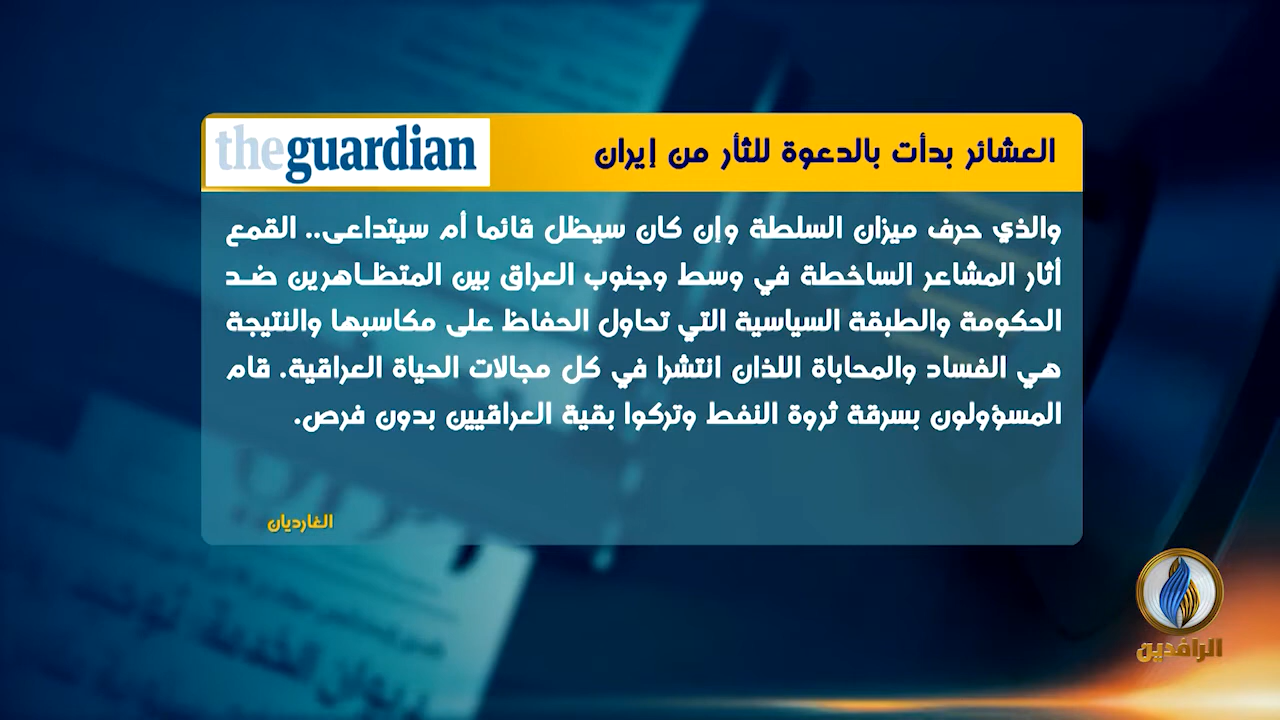 theguardian
العشائر بدأت بالدعوة للثأر من إيران
والذي حرف ميزان السلطة وإن كان سيظل قائما أم سيتداعى.. القمع
أثار المشاعر الساخطة في وسط وجنوب العراق بين المتظاهرين ضد
الحكومة والطبقة السياسية التي تحاول الحفاظ على مكاسبها والنتيجة
هي الفساد والمحاباة اللذان انتشرا في كل مجالات الحياة العراقية. قام
المسؤولون بسرقة ثروة النفط وتركوا بقية العراقيين بدون فرص.
الغارديان
الرافدين